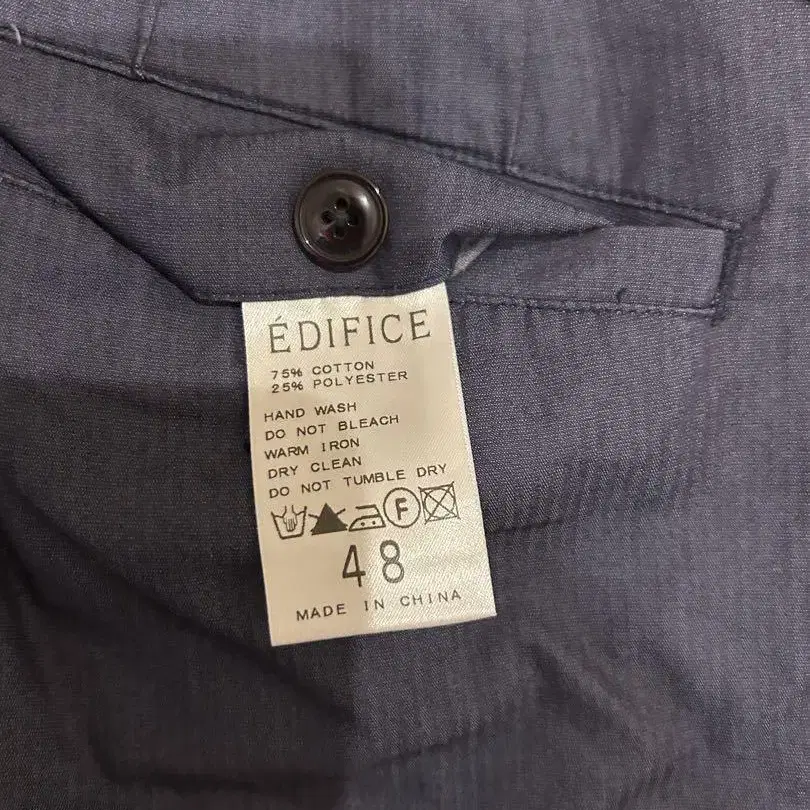 ÉDIFICE
75% COTTON
25% POLYESTER
HAND WASH
DO NOT BLEACH
WARM IRON
DRY CLEAN
DO NOT TUMBLE DRY
F
48
MADE IN CHINA